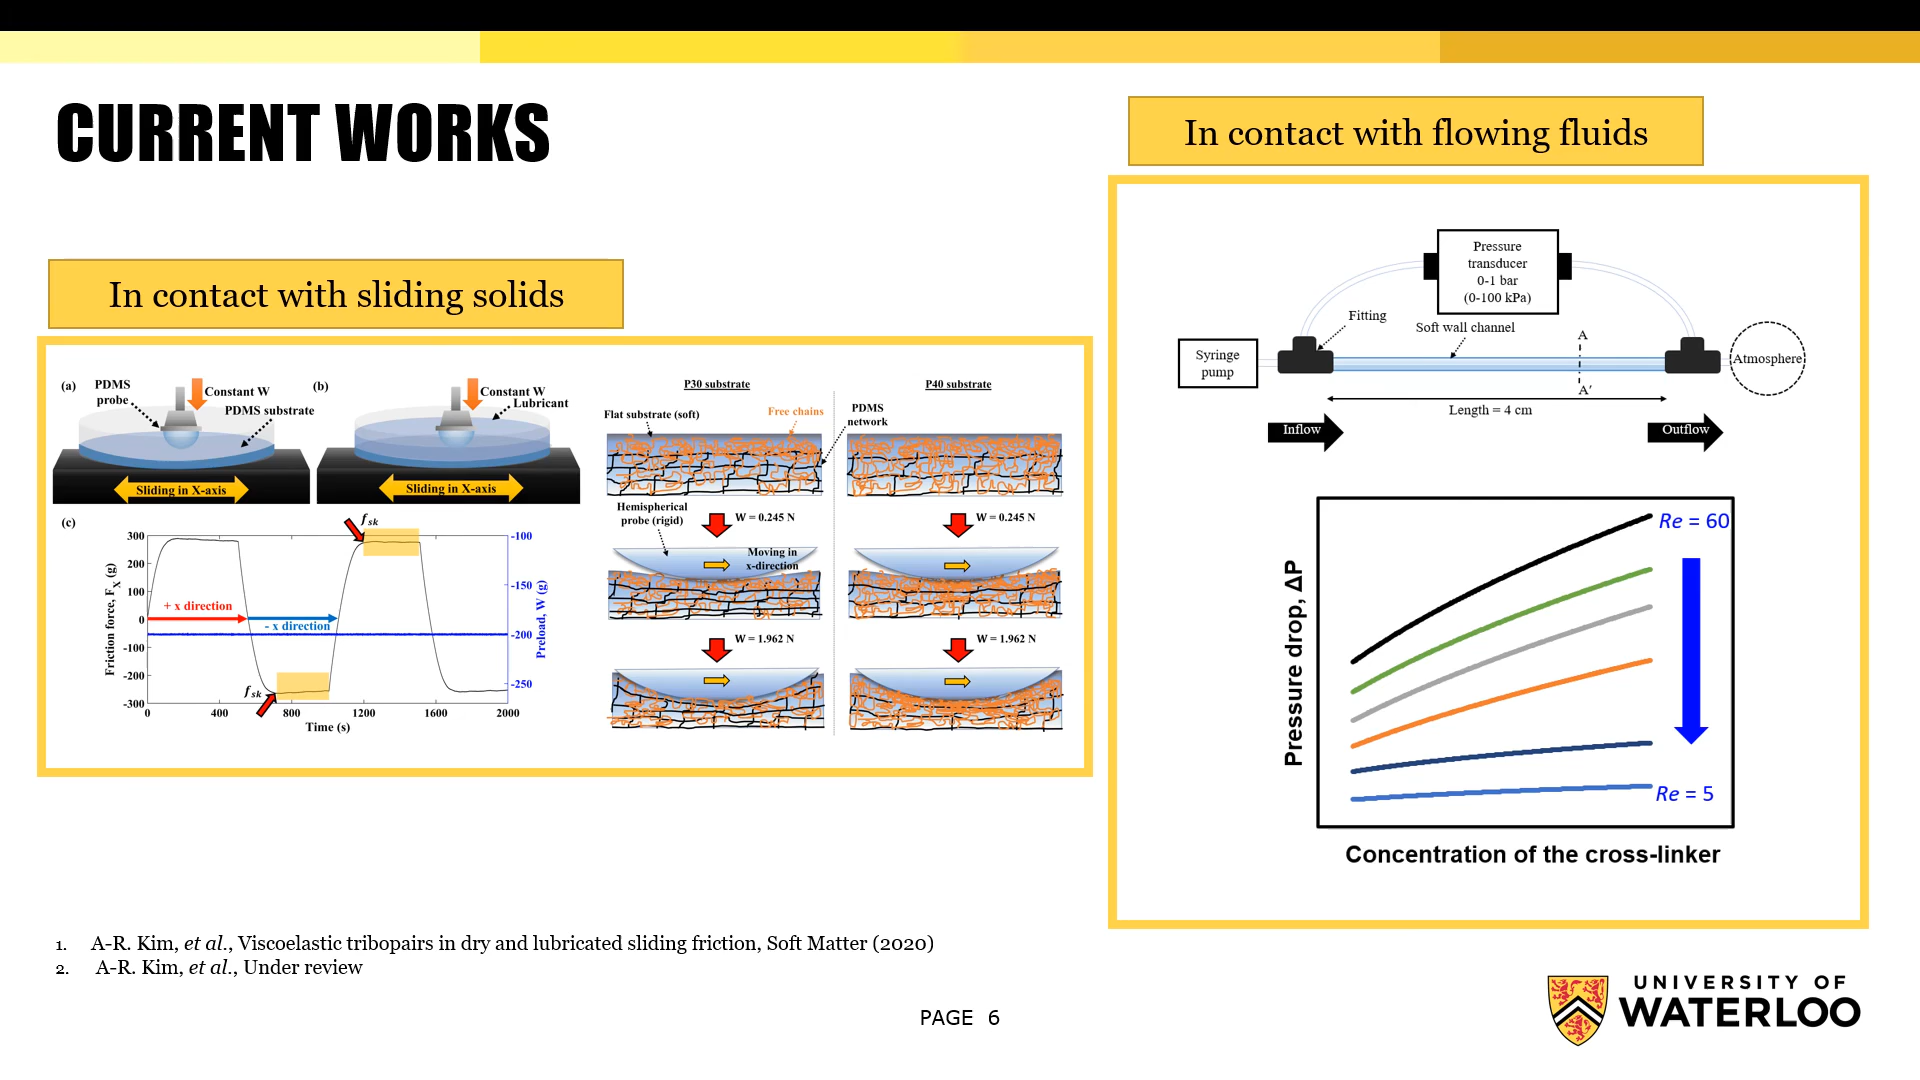 CURRENT WORKS
In contact with sliding solids
(a)
PDMS
probe
Constant W
PDMS substrate
Sliding in X-axis
(b)
Constant W
Lubricant
Sliding in X-axis
(c)
fsk
300
200
100
0
-100
-200
-300
Friction force, FX (g)
+ x direction
- x direction
fsk
-100
-150
-200
-250
Preload, W (g)
0
400
800
1200
1600
2000
Time (s)
P30 substrate
P40 substrate
Flat substrate (soft)
Free chains
PDMS
network
Hemispherical
probe (rigid)
W = 0.245 N
W = 0.245 N
Moving in
x-direction
W = 1.962 N
W = 1.962 N
In contact with flowing fluids
Pressure
transducer
0-1 bar
(0-100 kPa)
Fitting
Soft wall channel
A
Syringe
pump
Atmosphere
A′
Length = 4 cm
Inflow
Outflow
Re = 60
Pressure drop, ΔP
Re = 5
Concentration of the cross-linker
1. A-R. Kim, et al., Viscoelastic tribopairs in dry and lubricated sliding friction, Soft Matter (2020)
2. A-R. Kim, et al., Under review
PAGE 6
UNIVERSITY OF
WATERLOO